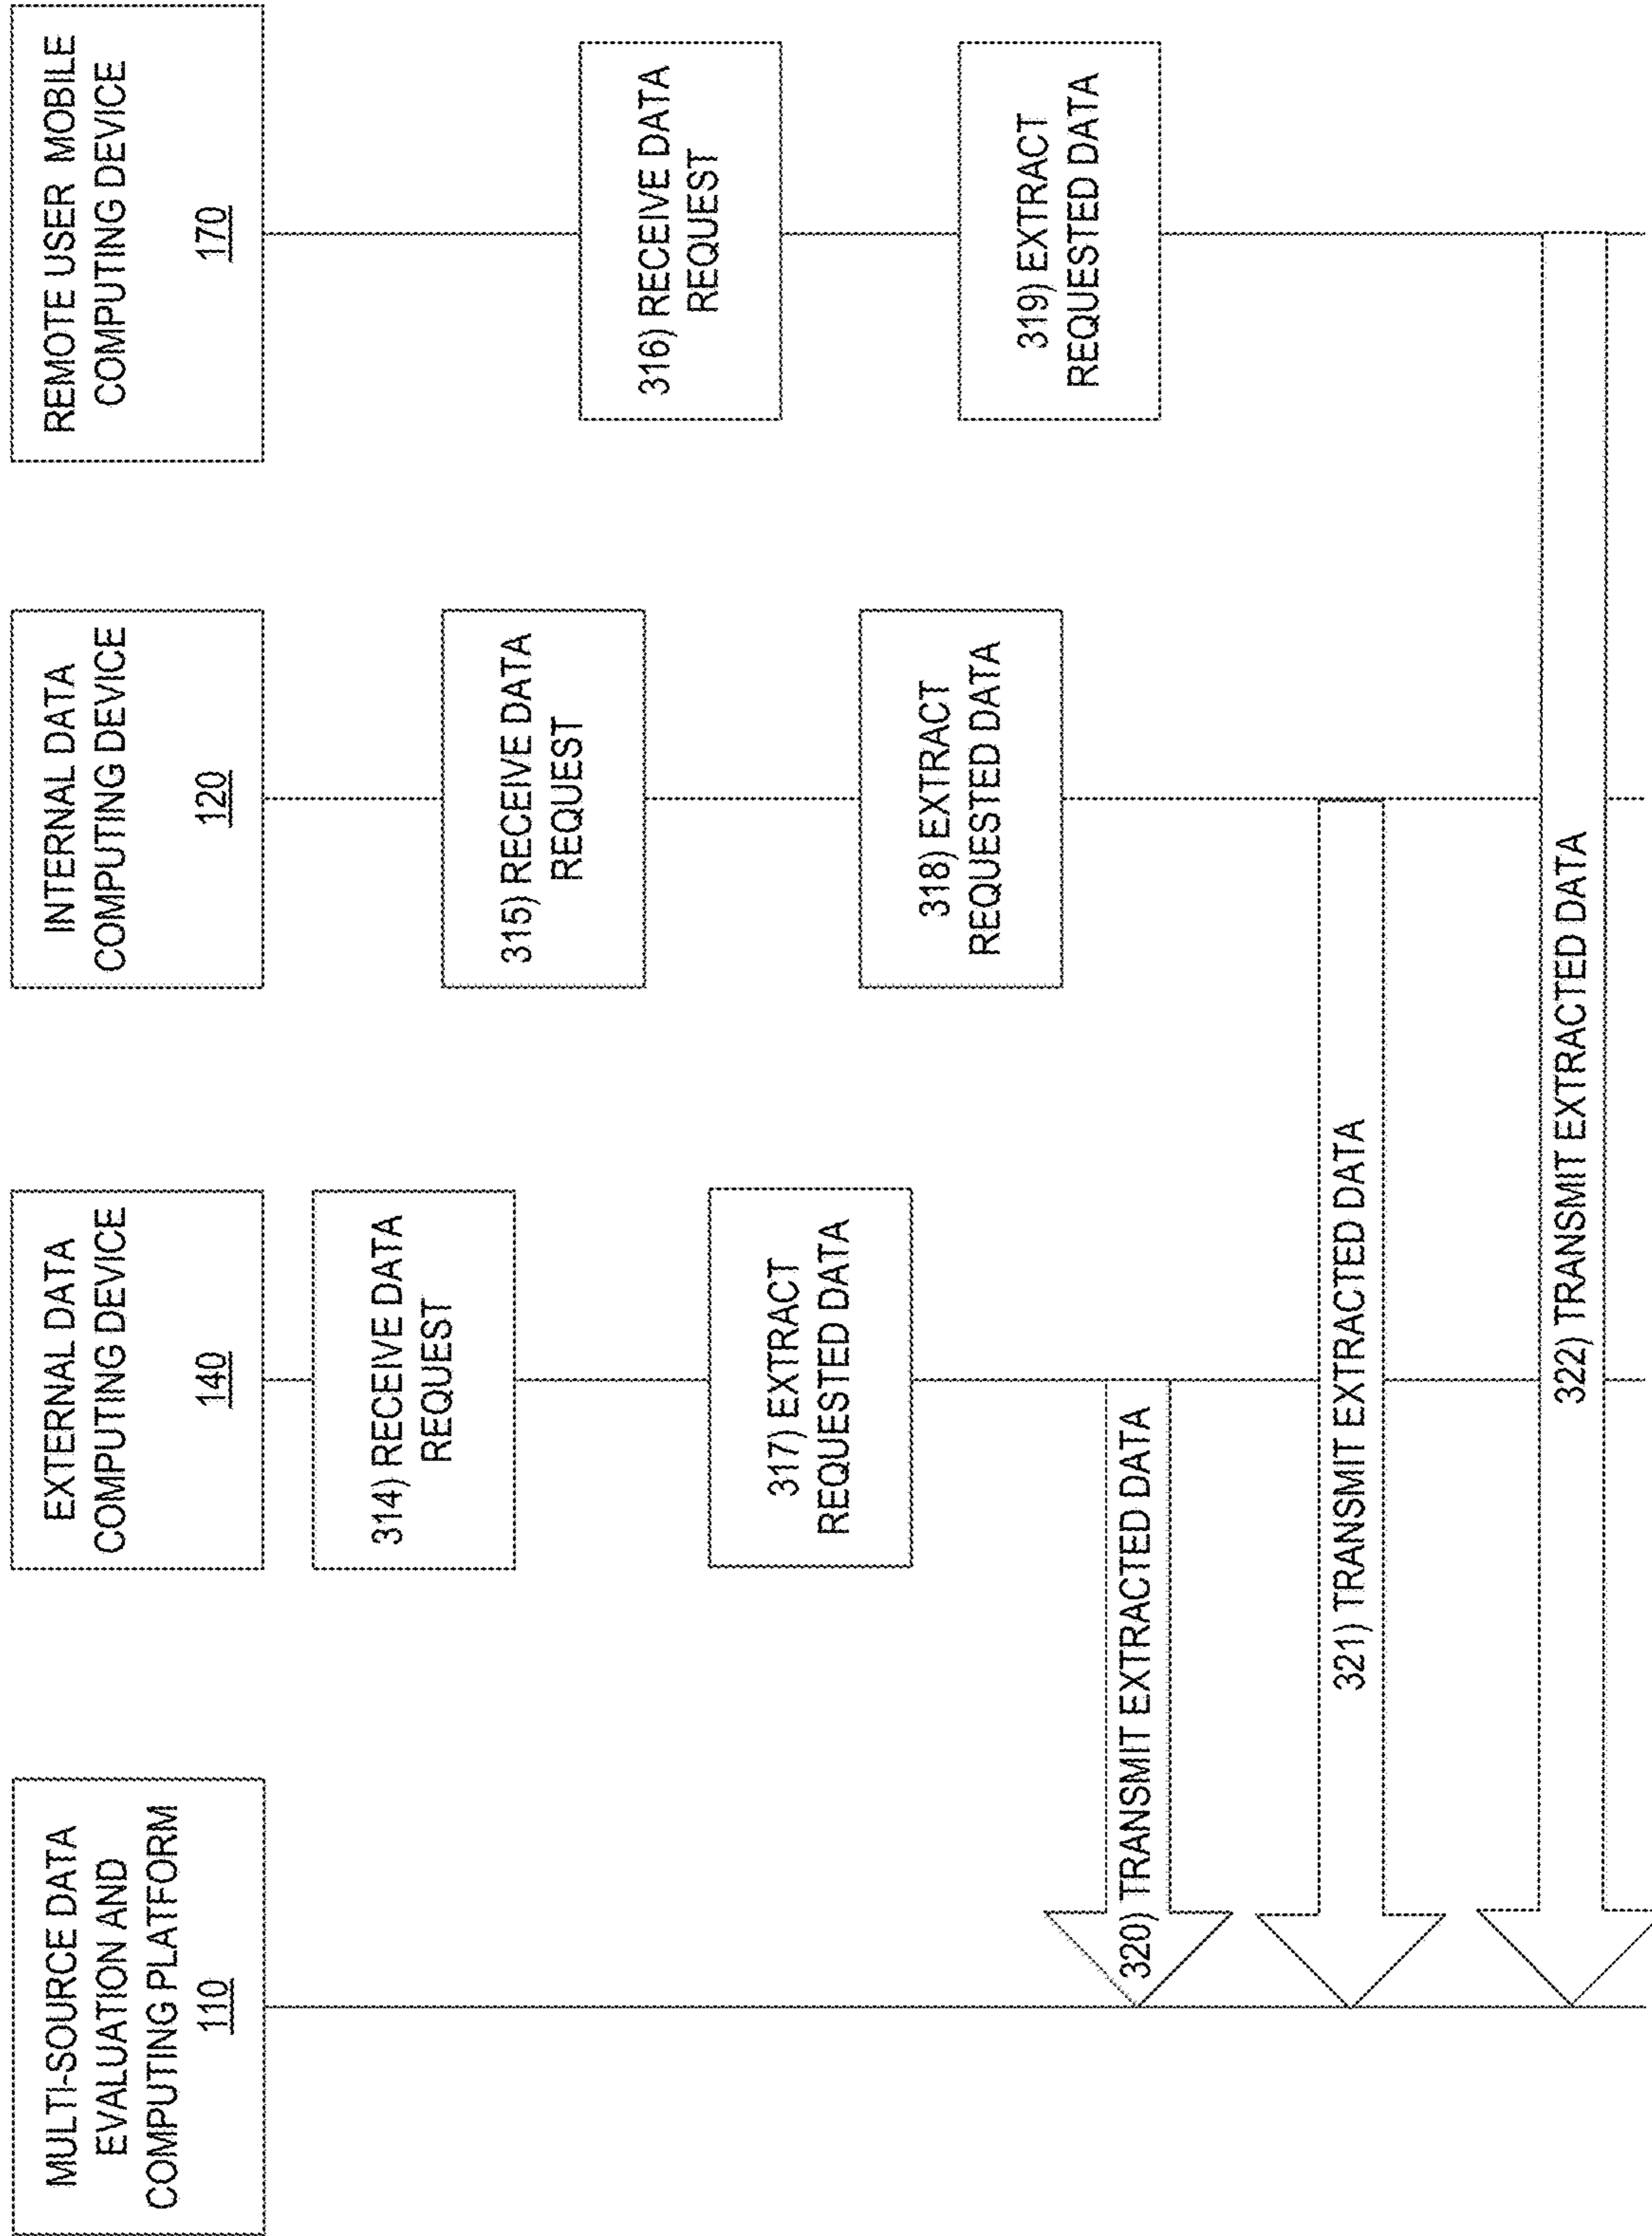 MULTI-SOURCE DATA
EVALUATION AND
COMPUTING PLATFORM
110
EXTERNAL DATA
COMPUTING DEVICE
140
INTERNAL DATA
COMPUTING DEVICE
120
REMOTE USER MOBILE
COMPUTING DEVICE
170
314) RECEIVE DATA
REQUEST
315) RECEIVE DATA
REQUEST
316) RECEIVE DATA
REQUEST
317) EXTRACT
REQUESTED DATA
318) EXTRACT
REQUESTED DATA
319) EXTRACT
REQUESTED DATA
320) TRANSMIT EXTRACTED DATA
321) TRANSMIT EXTRACTED DATA
322) TRANSMIT EXTRACTED DATA